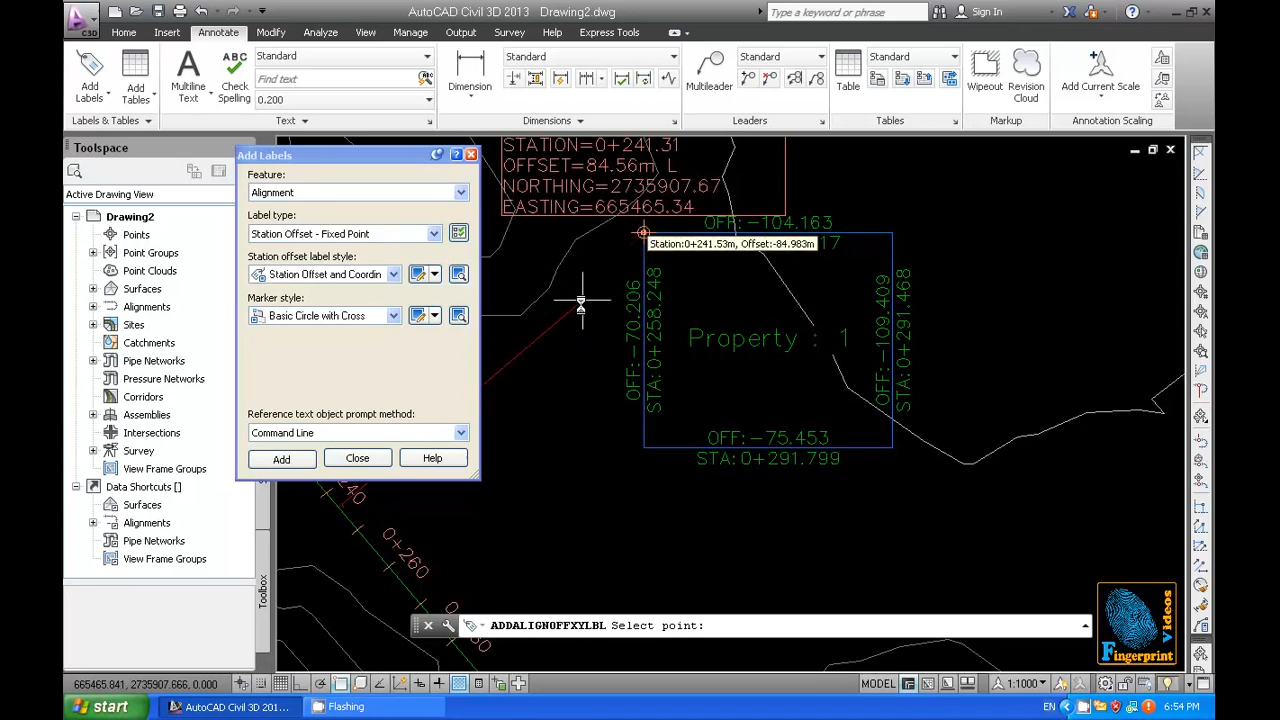 AutoCAD Civil 3D 2013 Drawing2.dwg
Type a keyword or phrase
Sign In
C3D
Home Insert Annotate Modify Analyze View Manage Output Survey Help Express Tools
Add Labels
Add Tables
Multiline Text
ABC
Check Spelling
Standard
Find text
0.200
Dimension
Standard
Multileader
Standard
Table
Standard
Wipeout
Revision Cloud
Add Current Scale
Labels & Tables
Text
Dimensions
Leaders
Tables
Markup
Annotation Scaling
Toolspace
Active Drawing View
Drawing2
Points
Point Groups
Point Clouds
Surfaces
Alignments
Sites
Catchments
Pipe Networks
Pressure Networks
Corridors
Assemblies
Intersections
Survey
View Frame Groups
Data Shortcuts []
Surfaces
Alignments
Pipe Networks
View Frame Groups
Toolbox
Add Labels
Feature:
Alignment
Label type:
Station Offset - Fixed Point
Station offset label style:
Station Offset and Coordin
Marker style:
Basic Circle with Cross
Reference text object prompt method:
Command Line
Add Close Help
STATION=0+241.31
OFFSET=84.56m L
NORTHING=2735907.67
EASTING=665465.34
OFF: -104.163
17
Station:0+241.53m, Offset:-84.983m
OFF: -70.206
STA: 0+258.248
Property : 1
OFF: -109.409
STA: 0+291.468
OFF: -75.453
STA: 0+291.799
240
0+260
ADDALIGNOFFXYLBL Select point:
Fingerprint
Videos
665465.841, 2735907.666, 0.000
MODEL
1:1000
start
AutoCAD Civil 3D 201...
Flashing
EN
6:54 PM